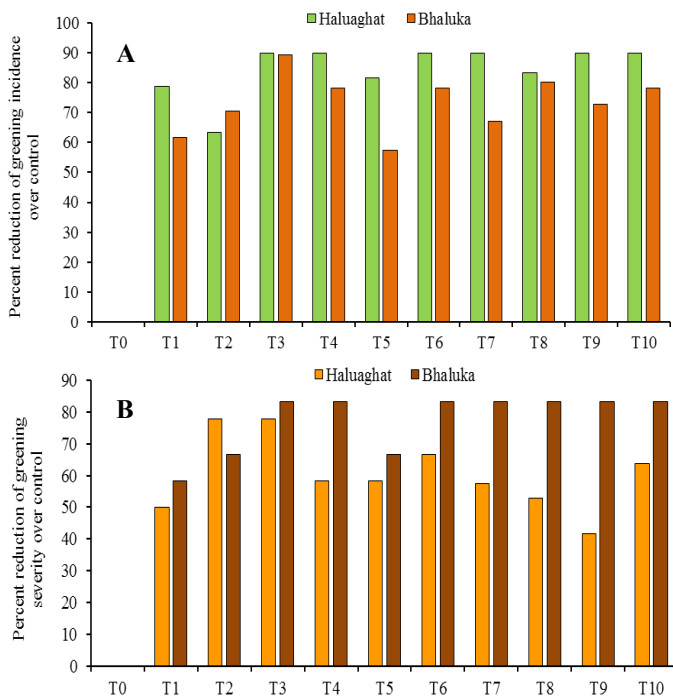 Haluaghat Bhaluka
A
Percent reduction of greening incidence
over control
100
90
80
70
60
50
40
30
20
10
0
T0 T1 T2 T3 T4 T5 T6 T7 T8 T9 T10
Haluaghat Bhaluka
B
Percent reduction of greening
severity over control
90
80
70
60
50
40
30
20
10
0
T0 T1 T2 T3 T4 T5 T6 T7 T8 T9 T10